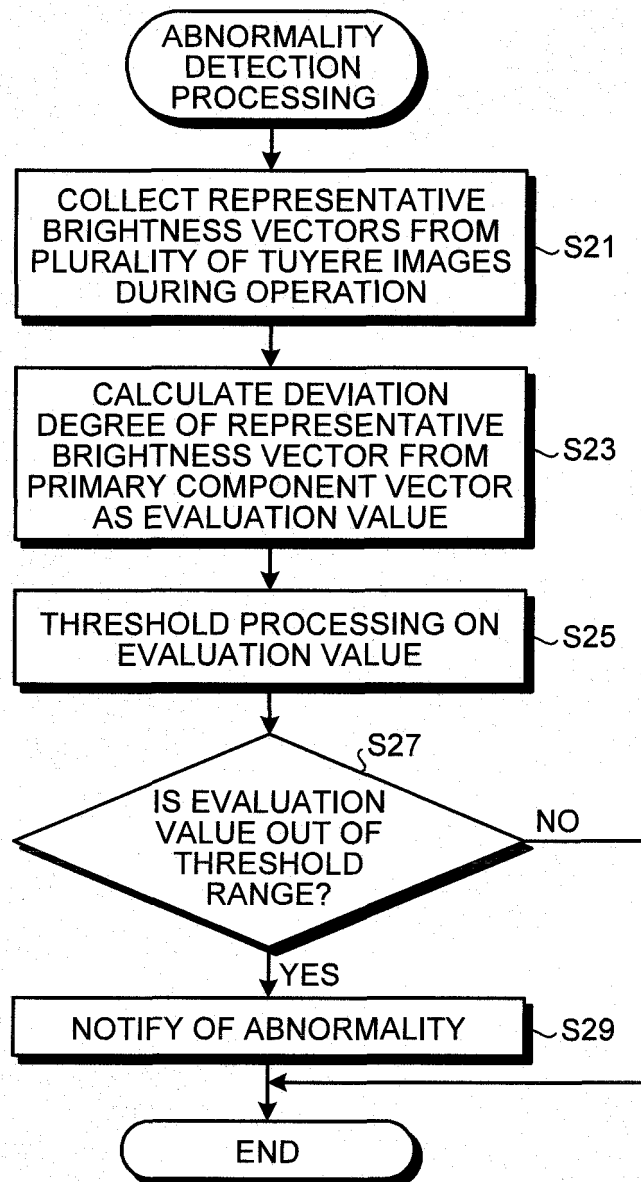 ABNORMALITY
DETECTION
PROCESSING
COLLECT REPRESENTATIVE
BRIGHTNESS VECTORS FROM
PLURALITY OF TUYERE IMAGES
DURING OPERATION
S21
CALCULATE DEVIATION
DEGREE OF REPRESENTATIVE
BRIGHTNESS VECTOR FROM
PRIMARY COMPONENT VECTOR
AS EVALUATION VALUE
S23
THRESHOLD PROCESSING ON
EVALUATION VALUE
S25
S27
IS EVALUATION
VALUE OUT OF
THRESHOLD
RANGE?
NO
YES
NOTIFY OF ABNORMALITY
S29
END